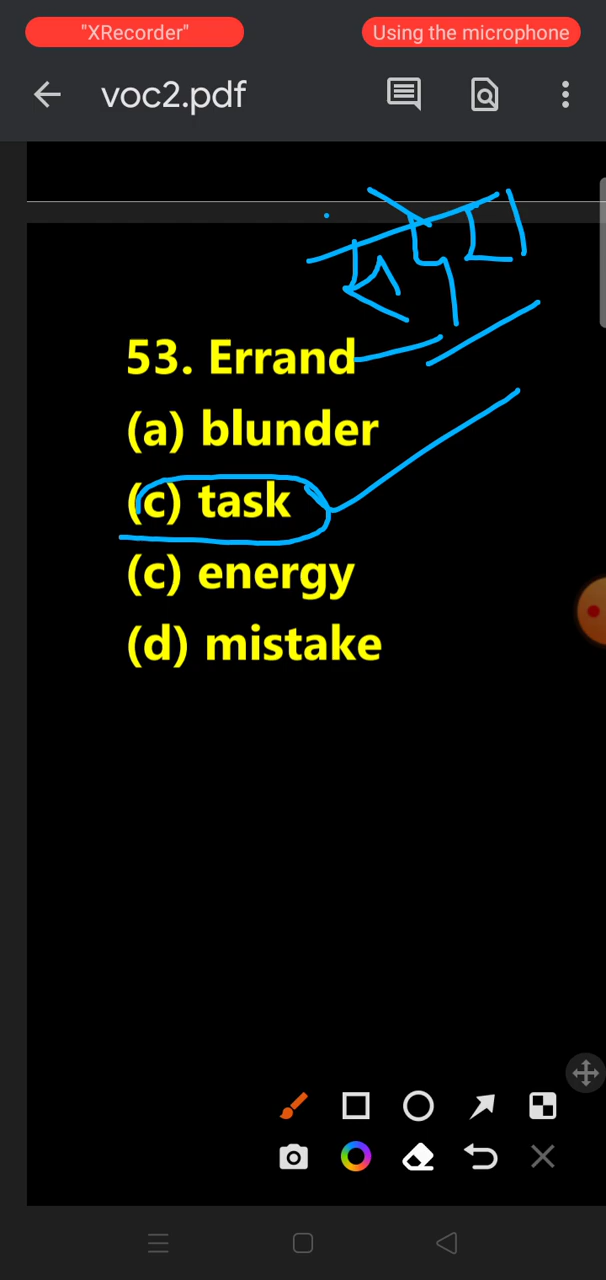 "XRecorder" Using the microphone
voc2.pdf
53. Errand
(a) blunder
(c) task
(c) energy
(d) mistake